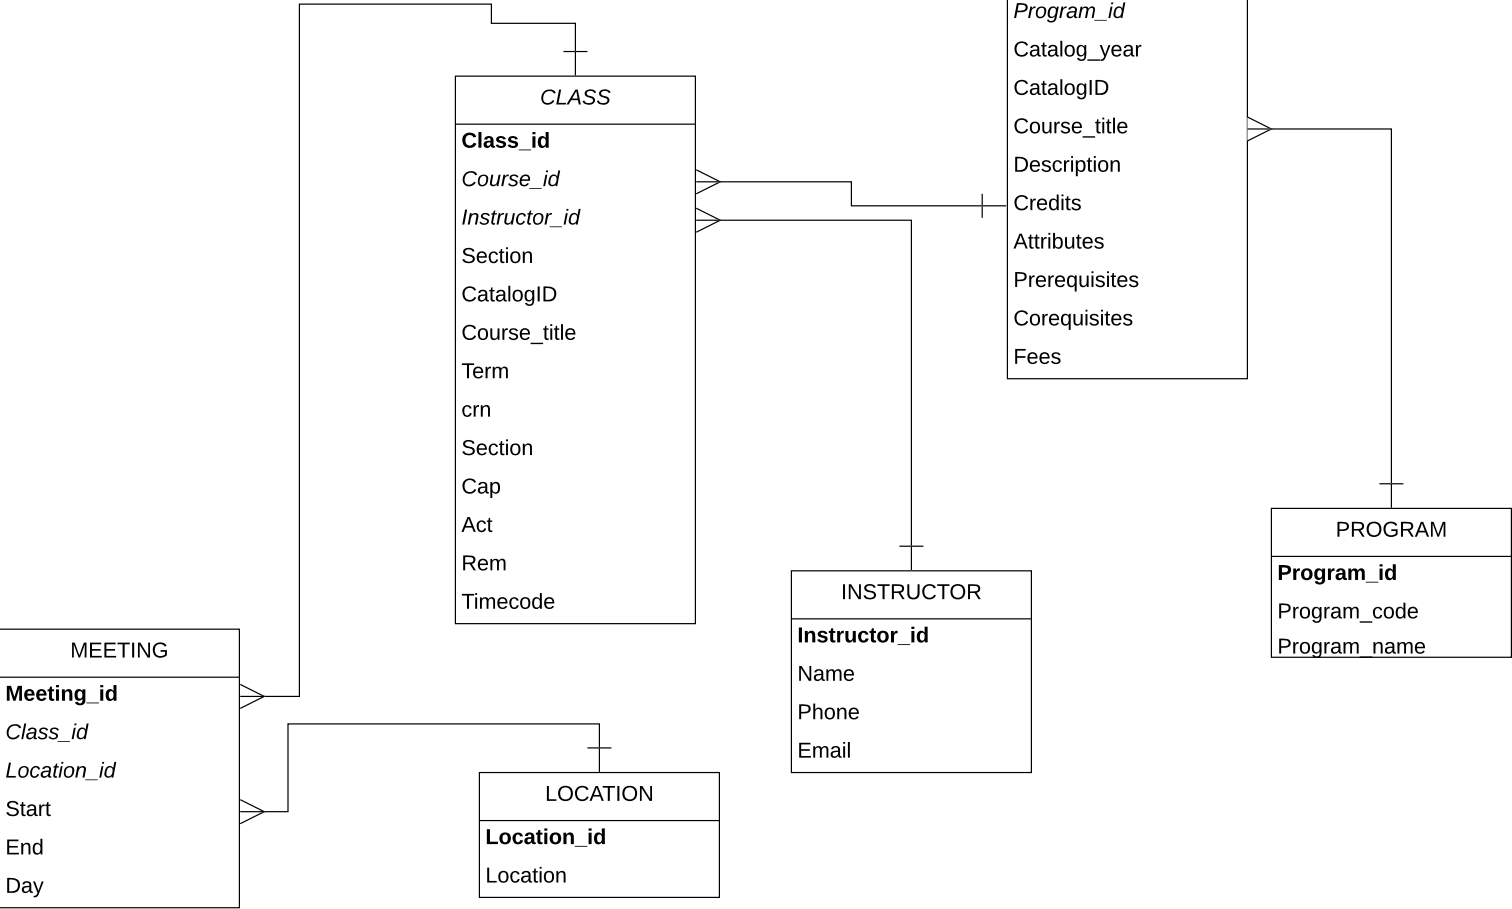 Program_id
Catalog_year
CatalogID
Course_title
Description
Credits
Attributes
Prerequisites
Corequisites
Fees
CLASS
Class_id
Course_id
Instructor_id
Section
CatalogID
Course_title
Term
crn
Section
Cap
Act
Rem
Timecode
PROGRAM
Program_id
Program_code
Program_name
INSTRUCTOR
Instructor_id
Name
Phone
Email
MEETING
Meeting_id
Class_id
Location_id
Start
End
Day
LOCATION
Location_id
Location